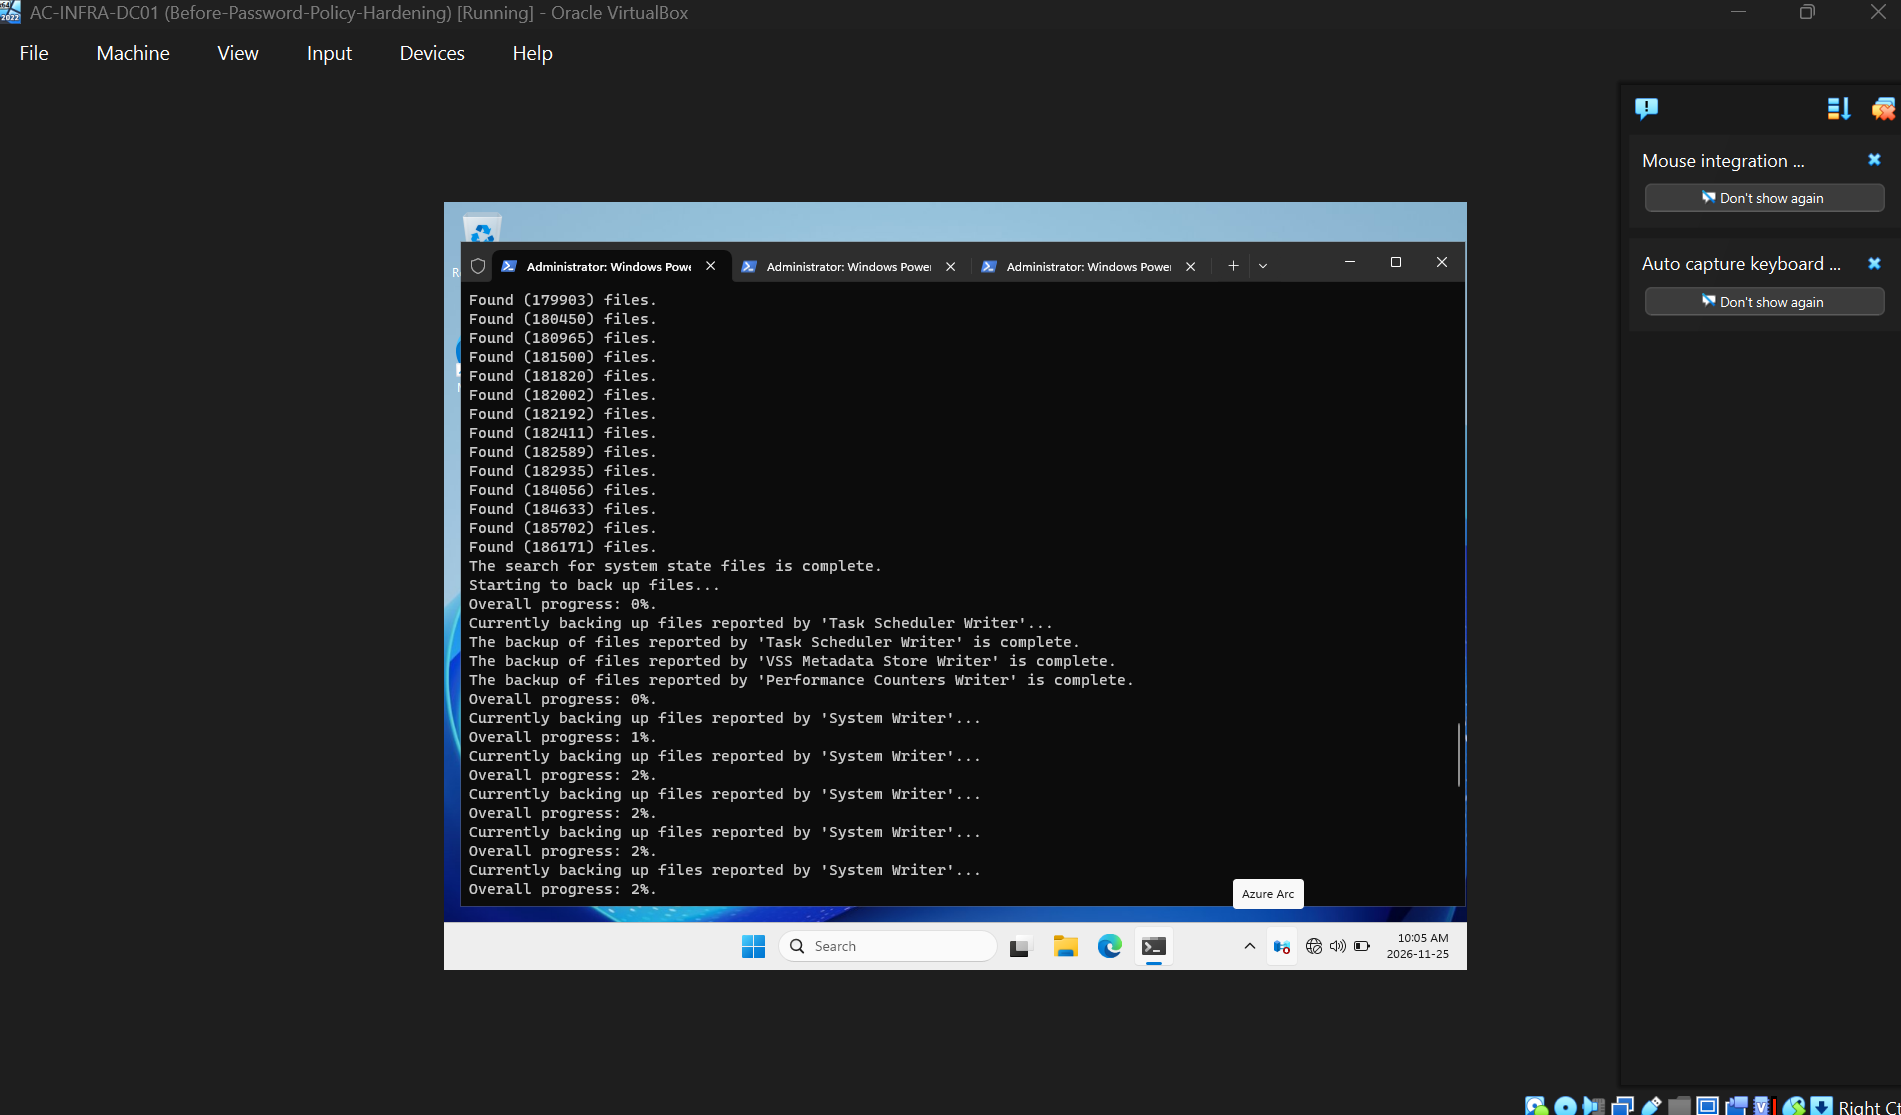 AC-INFRA-DC01 (Before-Password-Policy-Hardening) [Running] - Oracle VirtualBox
File Machine View Input Devices Help
Mouse integration ...
Don't show again
Auto capture keyboard ...
Don't show again
Administrator: Windows Powe
Administrator: Windows Power
Administrator: Windows Power
Found (179903) files.
Found (180450) files.
Found (180965) files.
Found (181500) files.
Found (181820) files.
Found (182002) files.
Found (182192) files.
Found (182411) files.
Found (182589) files.
Found (182935) files.
Found (184056) files.
Found (184633) files.
Found (185702) files.
Found (186171) files.
The search for system state files is complete.
Starting to back up files...
Overall progress: 0%.
Currently backing up files reported by 'Task Scheduler Writer'...
The backup of files reported by 'Task Scheduler Writer' is complete.
The backup of files reported by 'VSS Metadata Store Writer' is complete.
The backup of files reported by 'Performance Counters Writer' is complete.
Overall progress: 0%.
Currently backing up files reported by 'System Writer'...
Overall progress: 1%.
Currently backing up files reported by 'System Writer'...
Overall progress: 2%.
Currently backing up files reported by 'System Writer'...
Overall progress: 2%.
Currently backing up files reported by 'System Writer'...
Overall progress: 2%.
Currently backing up files reported by 'System Writer'...
Overall progress: 2%.
Azure Arc
Search
10:05 AM
2026-11-25
Right Ct